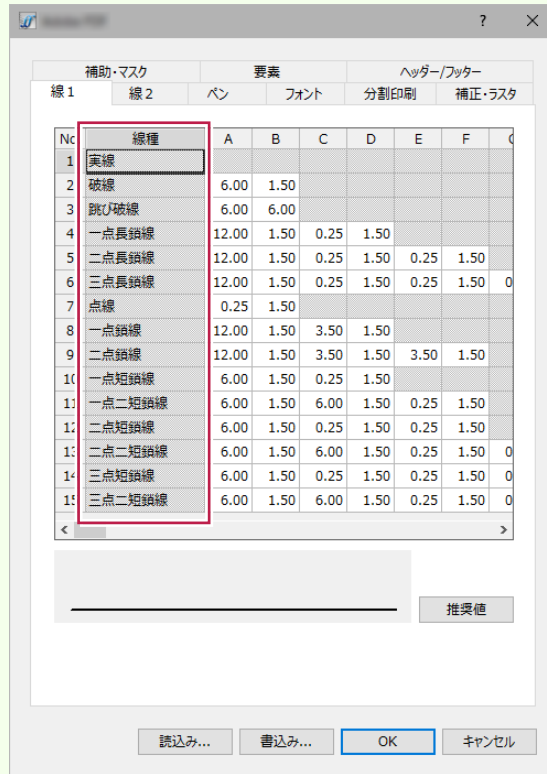 ?
補助・マスク 要素 ヘッダー/フッター
線1 線2 ペン フォント 分割印刷 補正・ラスタ
線種 A B C D E F
1 実線
2 破線 6.00 1.50
3 跳び破線 6.00 6.00
4 一点長鎖線 12.00 1.50 0.25 1.50
5 二点長鎖線 12.00 1.50 0.25 1.50 0.25 1.50
6 三点長鎖線 12.00 1.50 0.25 1.50 0.25 1.50 0
7 点線 0.25 1.50
8 一点鎖線 12.00 1.50 3.50 1.50
9 二点鎖線 12.00 1.50 3.50 1.50 3.50 1.50
10 一点短鎖線 6.00 1.50 0.25 1.50
11 一点二短鎖線 6.00 1.50 6.00 1.50 0.25 1.50
12 二点短鎖線 6.00 1.50 0.25 1.50 0.25 1.50
13 二点二短鎖線 6.00 1.50 6.00 1.50 0.25 1.50 0
14 三点短鎖線 6.00 1.50 0.25 1.50 0.25 1.50 0
15 三点二短鎖線 6.00 1.50 6.00 1.50 0.25 1.50 0
推奨値
読込み... 書込み... OK キャンセル